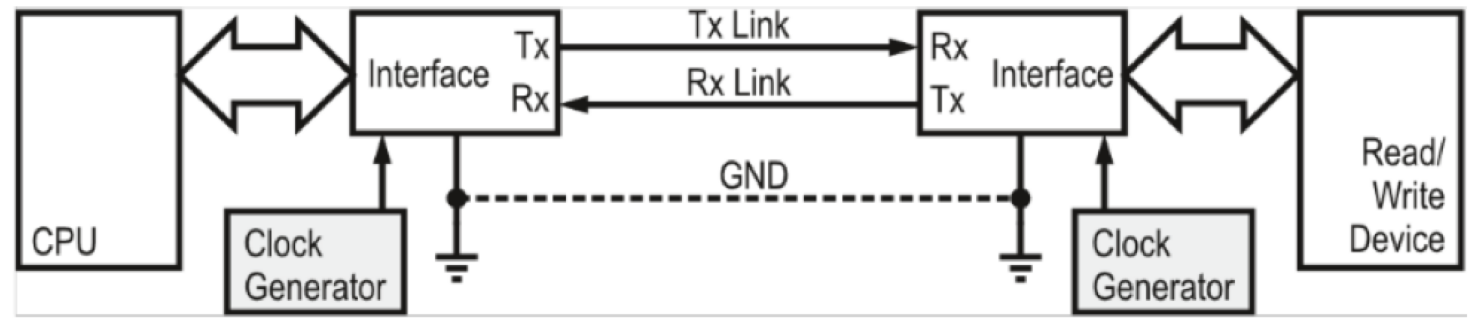 CPU
Interface
Tx
Rx
Clock
Generator
Tx Link
Rx Link
GND
Rx
Tx
Interface
Clock
Generator
Read/
Write
Device